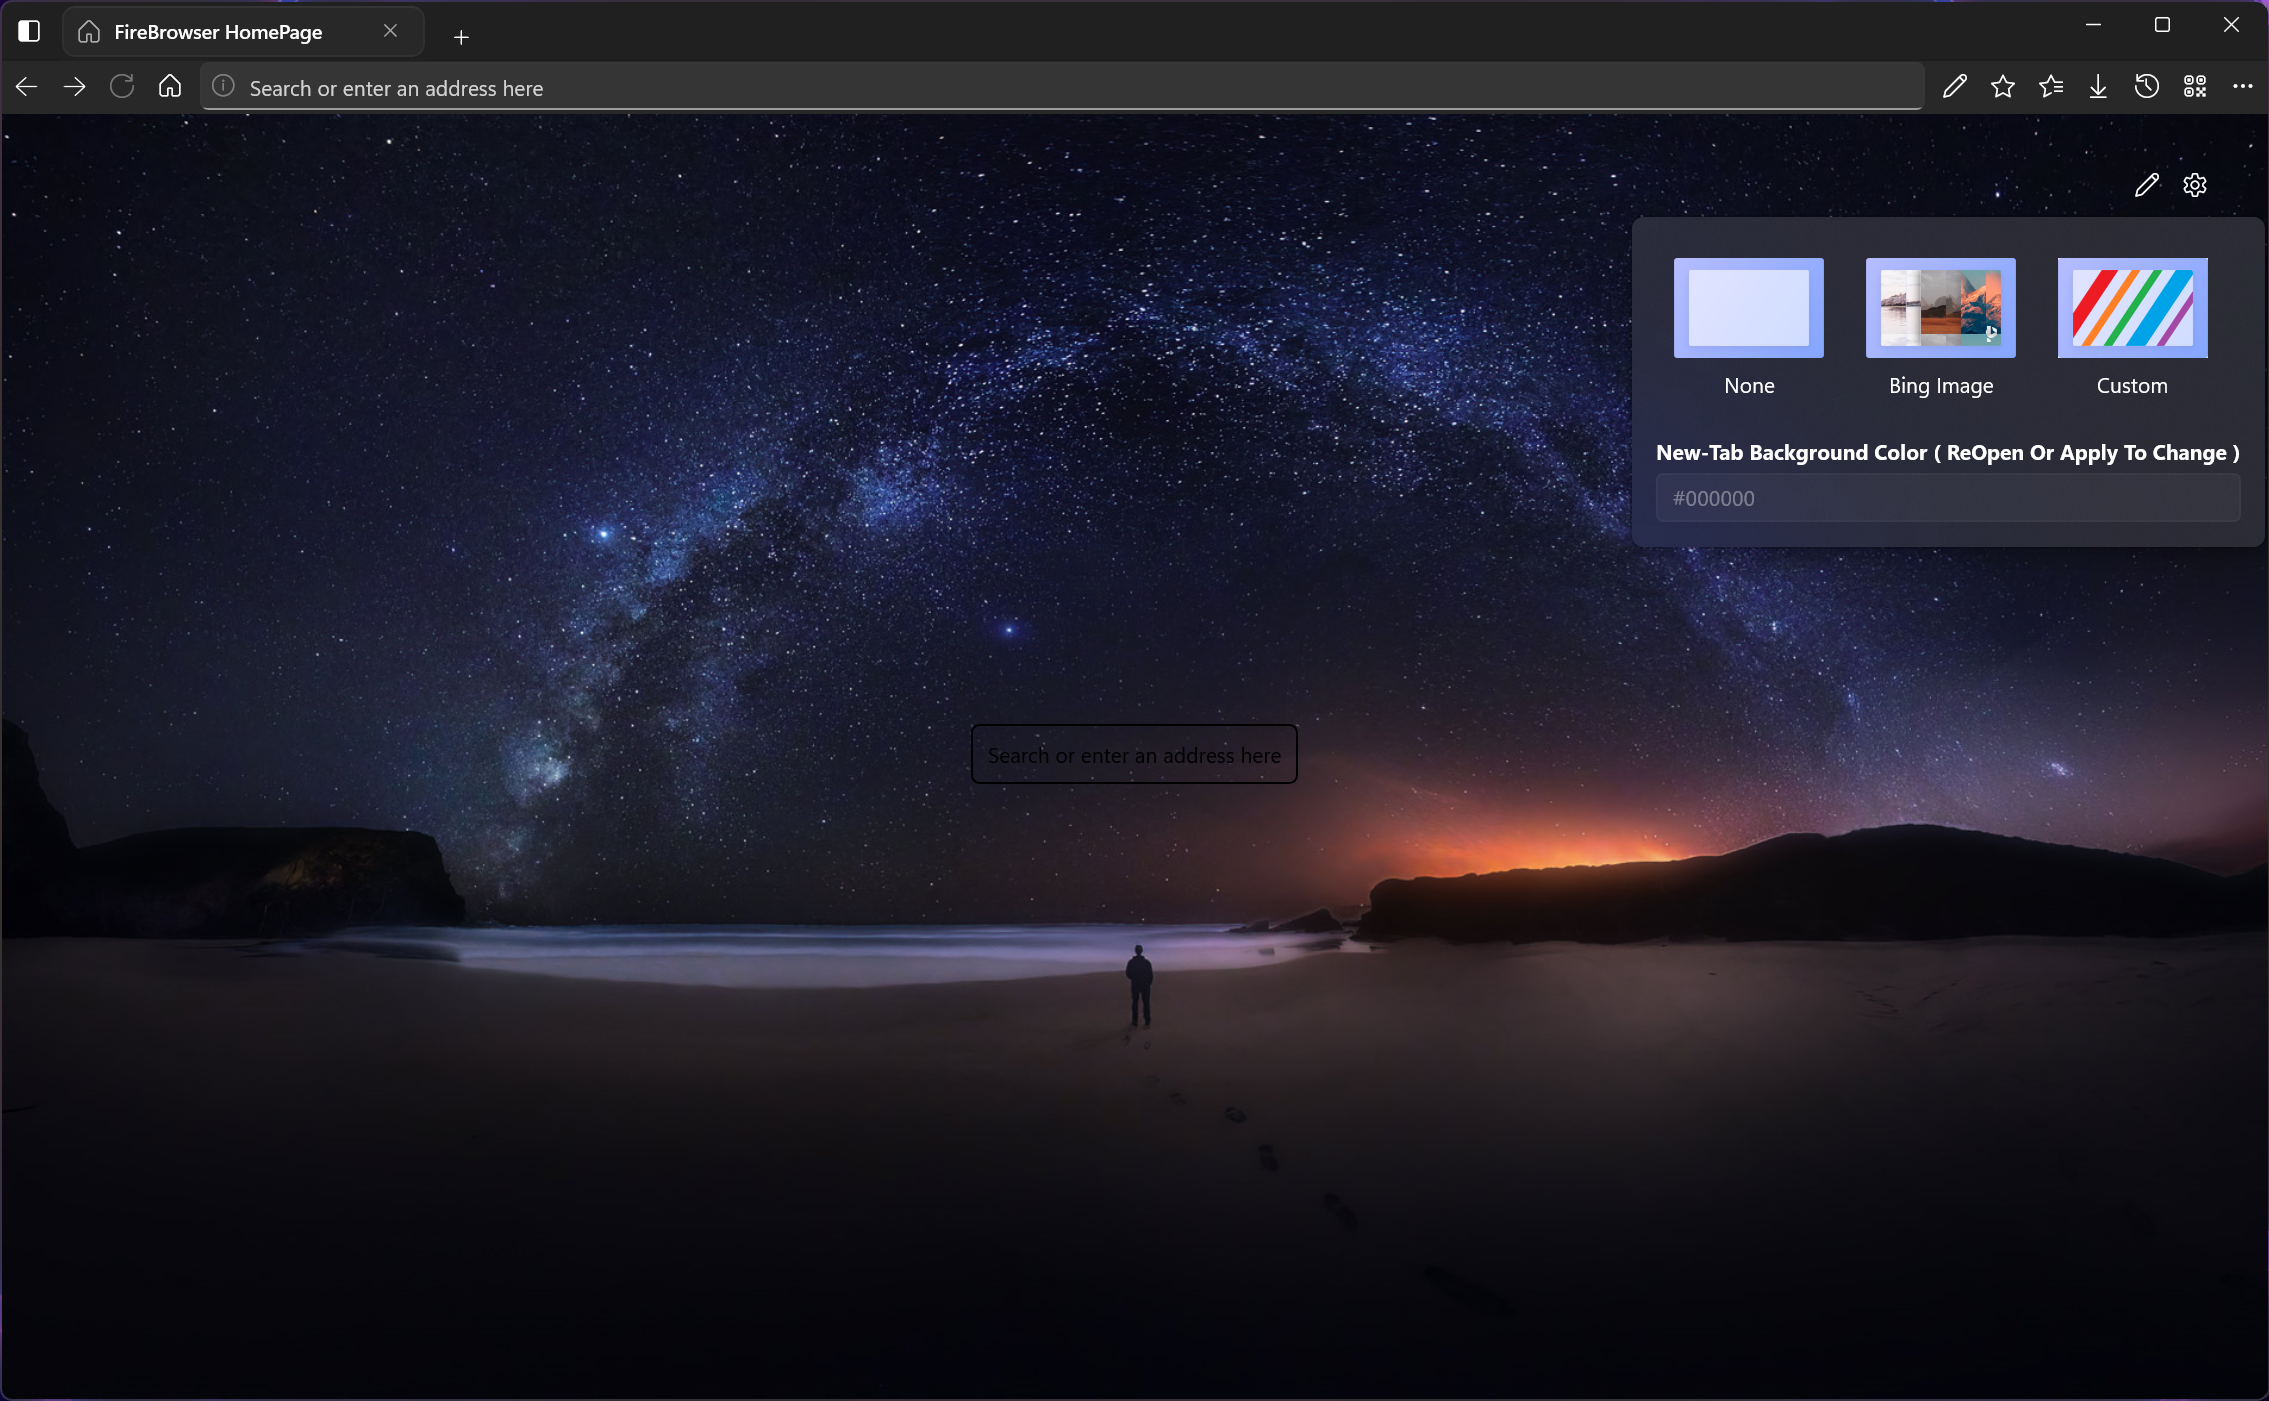 FireBrowser HomePage
Search or enter an address here
None
Bing Image
Custom
New-Tab Background Color ( ReOpen Or Apply To Change )
#000000
Search or enter an address here